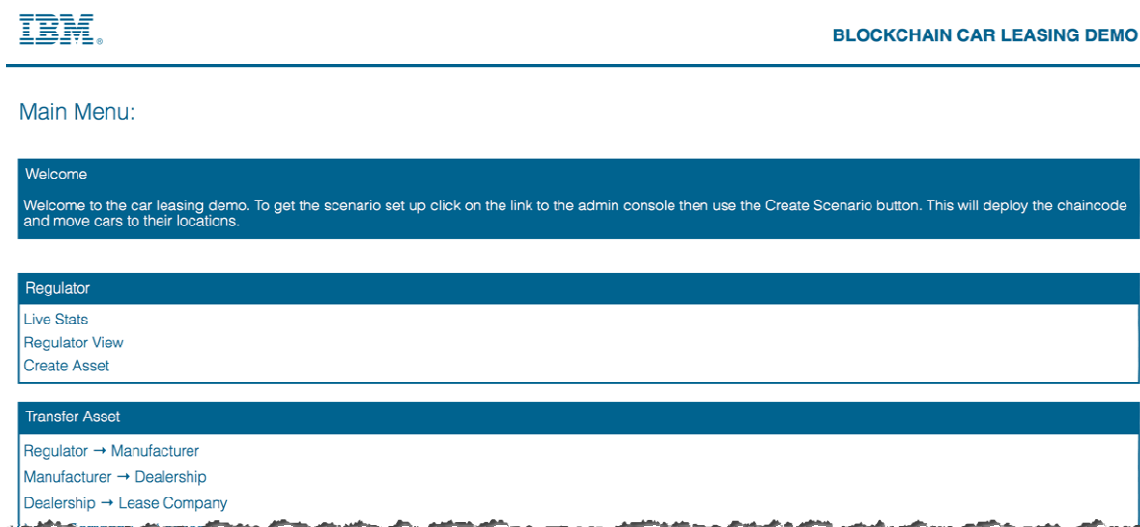 IBM®
BLOCKCHAIN CAR LEASING DEMO
Main Menu:
Welcome
Welcome to the car leasing demo. To get the scenario set up click on the link to the admin console then use the Create Scenario button. This will deploy the chaincode
and move cars to their locations.
Regulator
Live Stats
Regulator View
Create Asset
Transfer Asset
Regulator → Manufacturer
Manufacturer → Dealership
Dealership → Lease Company